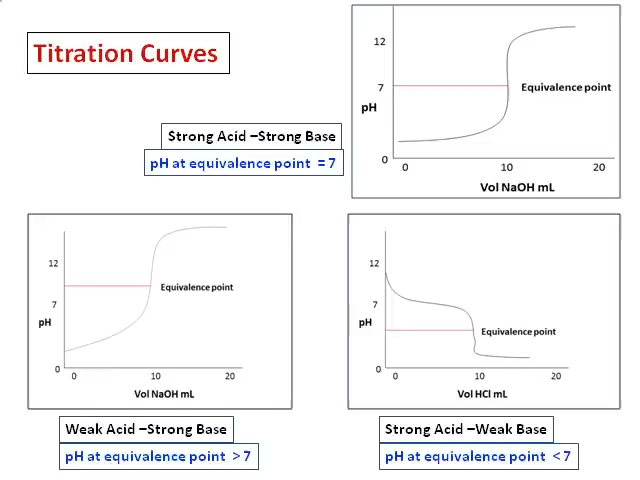 Titration Curves
12
7
Equivalence point
pH
0
0 10 20
Vol NaOH mL
Strong Acid –Strong Base
pH at equivalence point = 7
12
Equivalence point
7
pH
0
0 10 20
Vol NaOH mL
Weak Acid –Strong Base
pH at equivalence point > 7
12
7
pH
Equivalence point
0
0 10 20
Vol HCl mL
Strong Acid –Weak Base
pH at equivalence point < 7